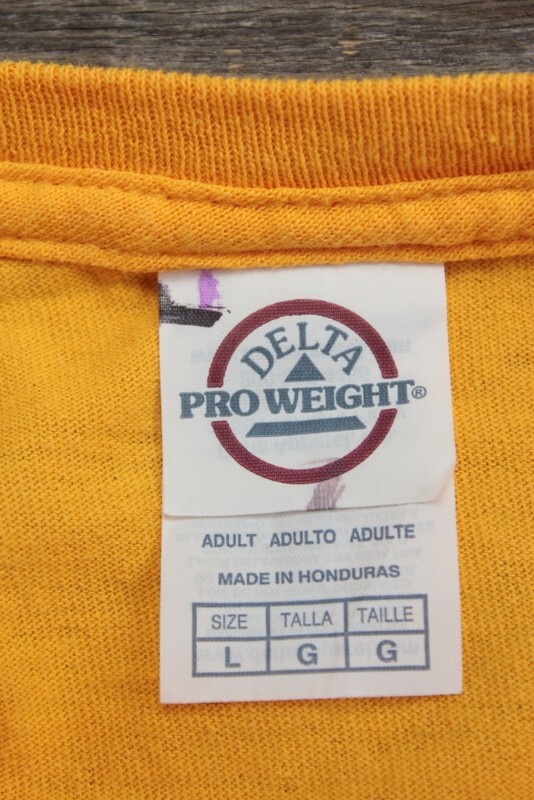 DELTA
PRO WEIGHT®
ADULT ADULTO ADULTE
MADE IN HONDURAS
SIZE TALLA TAILLE
L G G